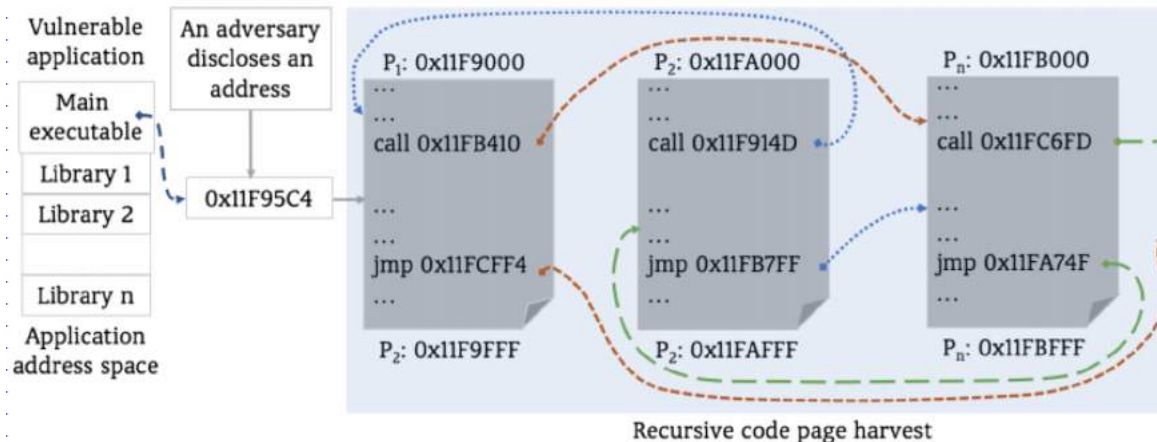 Vulnerable
application
Main
executable
Library 1
Library 2
Library n
Application
address space
An adversary
discloses an
address
0x11F95C4
P1: 0x11F9000
...
...
call 0x11FB410
...
...
jmp 0x11FCFF4
...
P2: 0x11F9FFF
P2: 0x11FA000
...
...
call 0x11F914D
...
...
jmp 0x11FB7FF
...
P2: 0x11FAFFF
Pn: 0x11FB000
...
...
call 0x11FC6FD
...
...
jmp 0x11FA74F
...
Pn: 0x11FBFFF
Recursive code page harvest